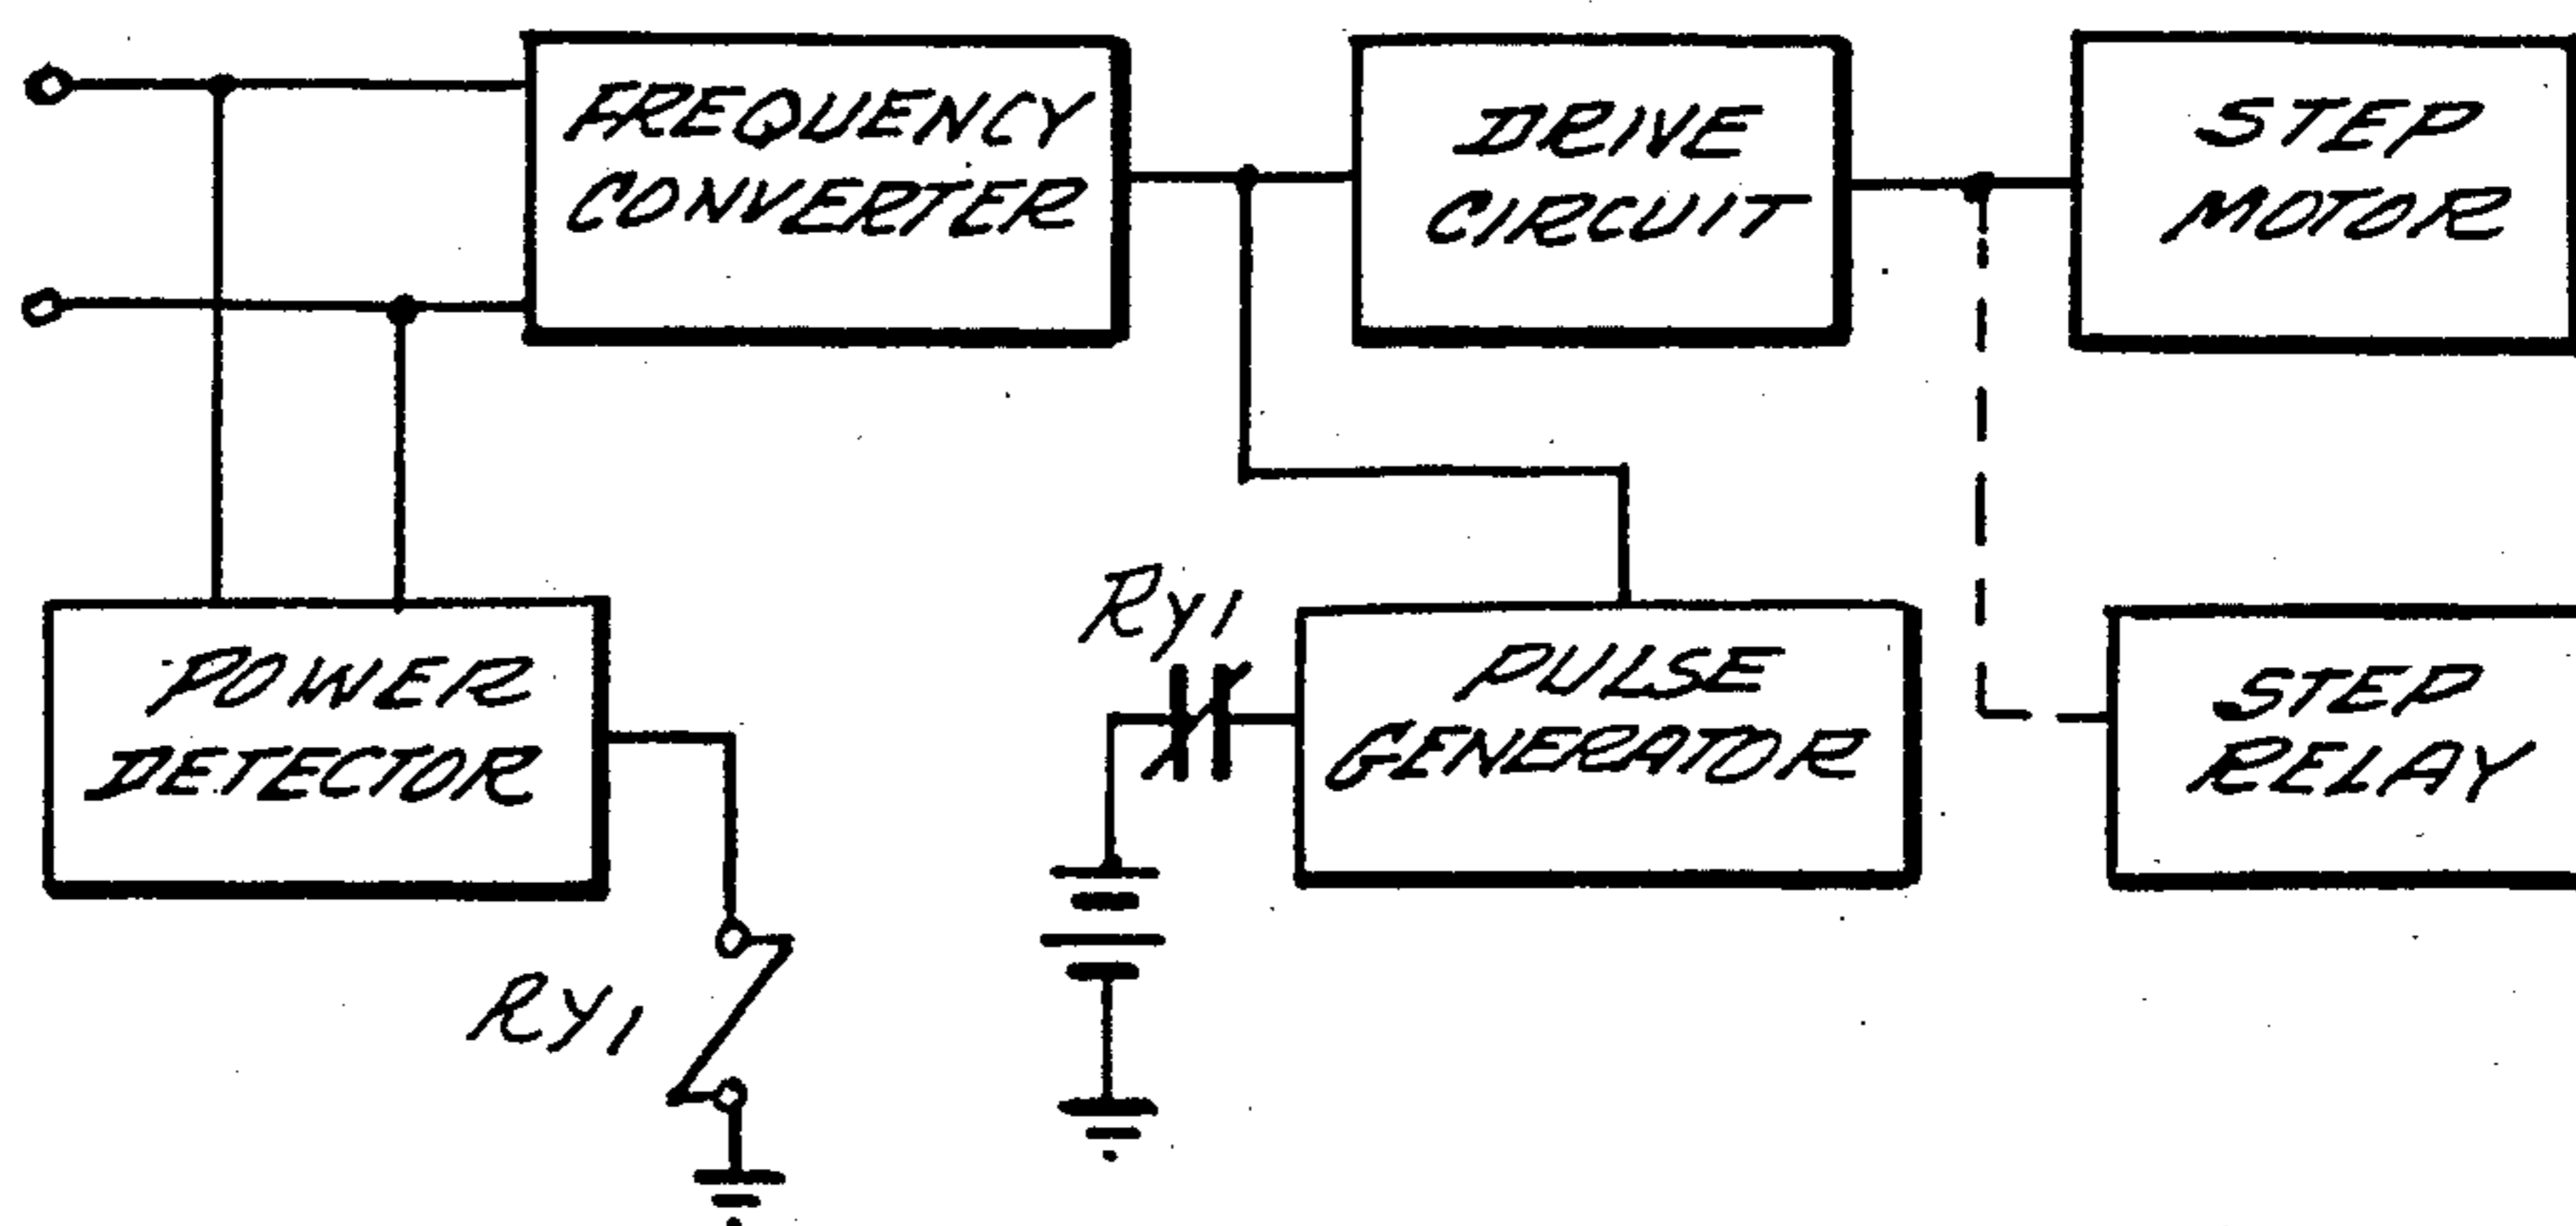 FREQUENCY
CONVERTER
DRIVE
CIRCUIT
STEP
MOTOR
POWER
DETECTOR
RY1
RY1
PULSE
GENERATOR
STEP
RELAY